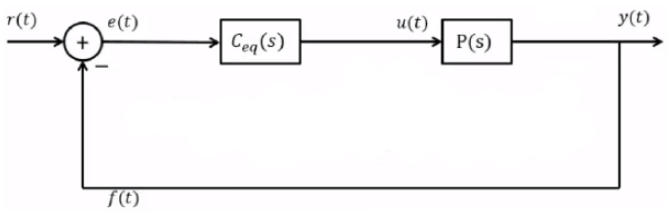 r(t) e(t) u(t) y(t)
+ C_eq(s) P(s)
−
f(t)